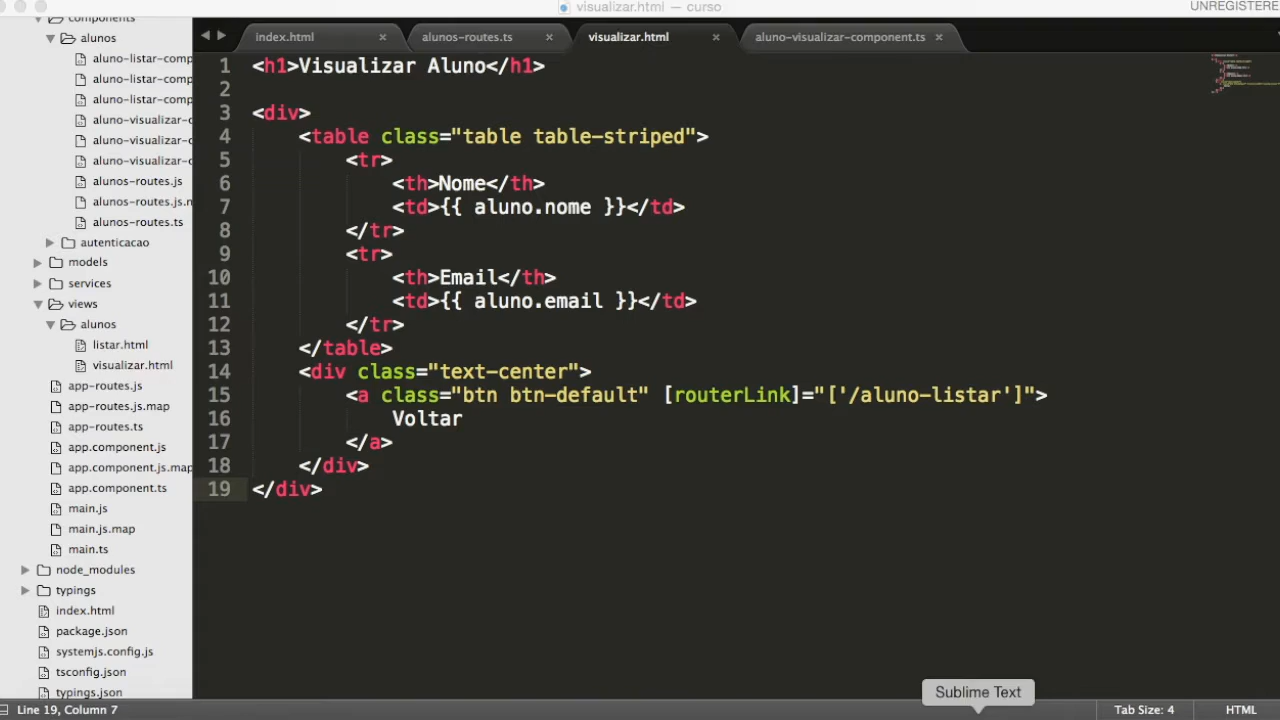 visualizar.html — curso
UNREGISTERE
components
alunos
aluno-listar-comp
aluno-listar-comp
aluno-listar-comp
aluno-visualizar-c
aluno-visualizar-c
aluno-visualizar-c
alunos-routes.js
alunos-routes.js.n
alunos-routes.ts
autenticacao
models
services
views
alunos
listar.html
visualizar.html
app-routes.js
app-routes.js.map
app-routes.ts
app.component.js
app.component.js.map
app.component.ts
main.js
main.js.map
main.ts
node_modules
typings
index.html
package.json
systemjs.config.js
tsconfig.json
typings.json
index.html × alunos-routes.ts × visualizar.html × aluno-visualizar-component.ts ×
1 <h1>Visualizar Aluno</h1>
2
3 <div>
4 <table class="table table-striped">
5 <tr>
6 <th>Nome</th>
7 <td>{{ aluno.nome }}</td>
8 </tr>
9 <tr>
10 <th>Email</th>
11 <td>{{ aluno.email }}</td>
12 </tr>
13 </table>
14 <div class="text-center">
15 <a class="btn btn-default" [routerLink]="['/aluno-listar']">
16 Voltar
17 </a>
18 </div>
19 </div>
Sublime Text
Line 19, Column 7
Tab Size: 4
HTML